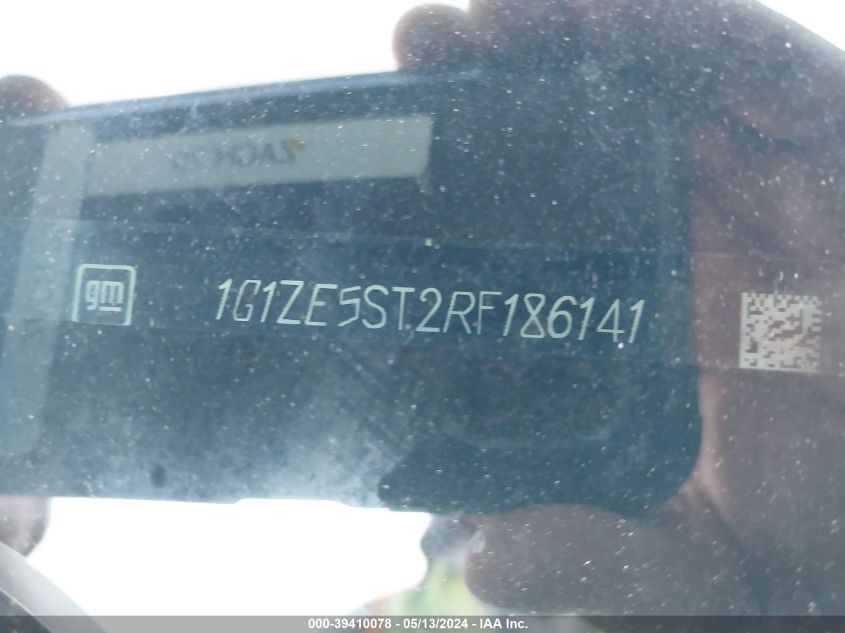 gm 1G1ZE5ST2RF186141
000-39410078 - 05/13/2024 - IAA Inc.